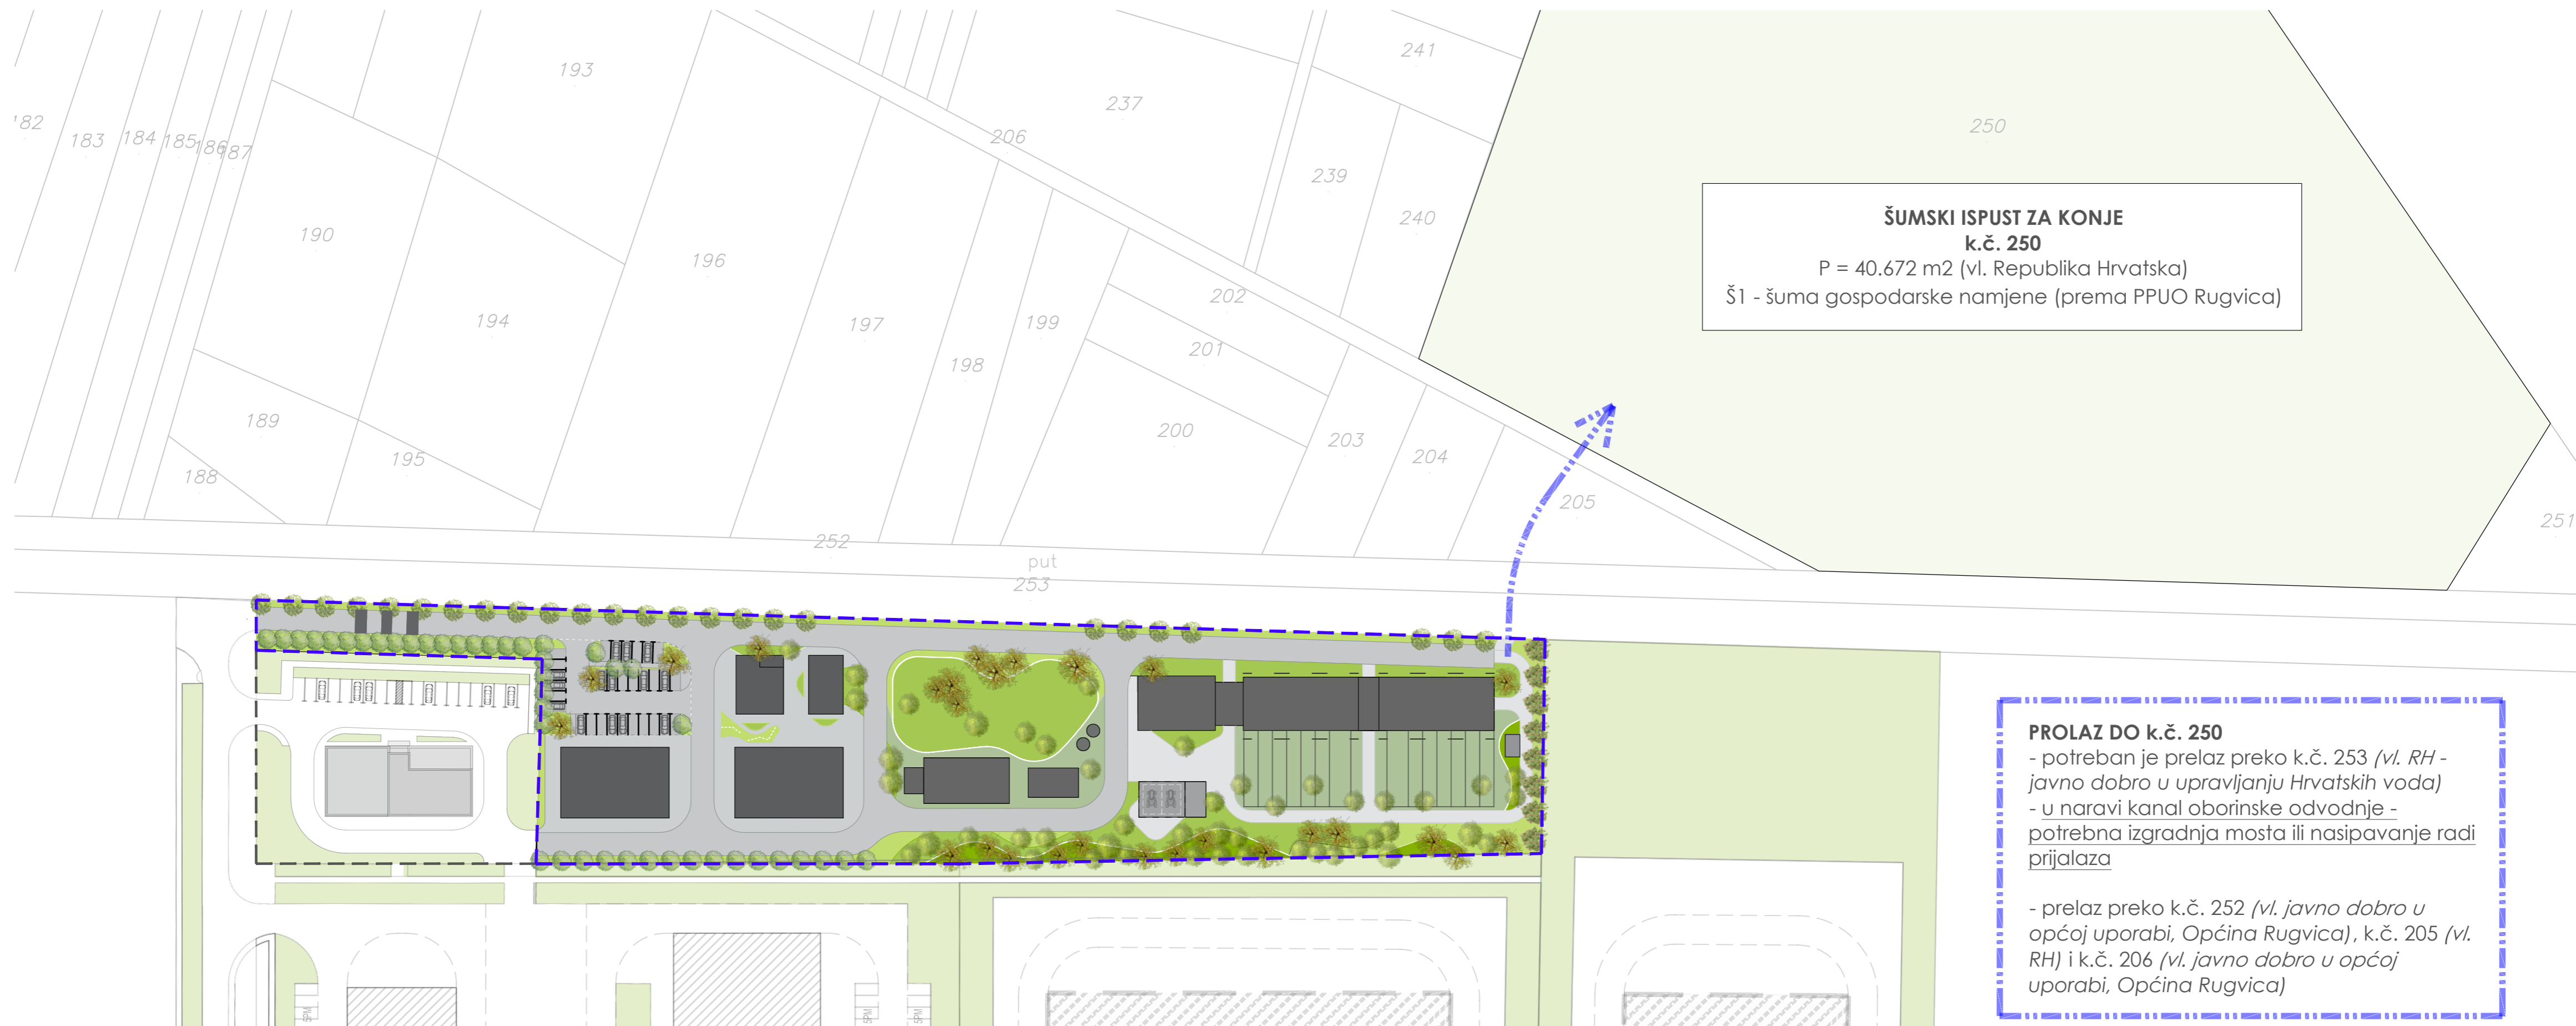 193
241
237
250
182
183
184
185
186
187
206
239
240
190
196
ŠUMSKI ISPUST ZA KONJE
k.č. 250
P = 40.672 m2 (vl. Republika Hrvatska)
Š1 - šuma gospodarske namjene (prema PPUO Rugvica)
194
197
198
199
202
201
200
203
204
189
195
188
205
251
252
put
253
PROLAZ DO k.č. 250
- potreban je prelaz preko k.č. 253 (vl. RH -
javno dobro u upravljanju Hrvatskih voda)
- u naravi kanal oborinske odvodnje -
potrebna izgradnja mosta ili nasipavanje radi
prijalaza
- prelaz preko k.č. 252 (vl. javno dobro u
općoj uporabi, Općina Rugvica), k.č. 205 (vl.
RH) i k.č. 206 (vl. javno dobro u općoj
uporabi, Općina Rugvica)
5PM
5PM
5PM